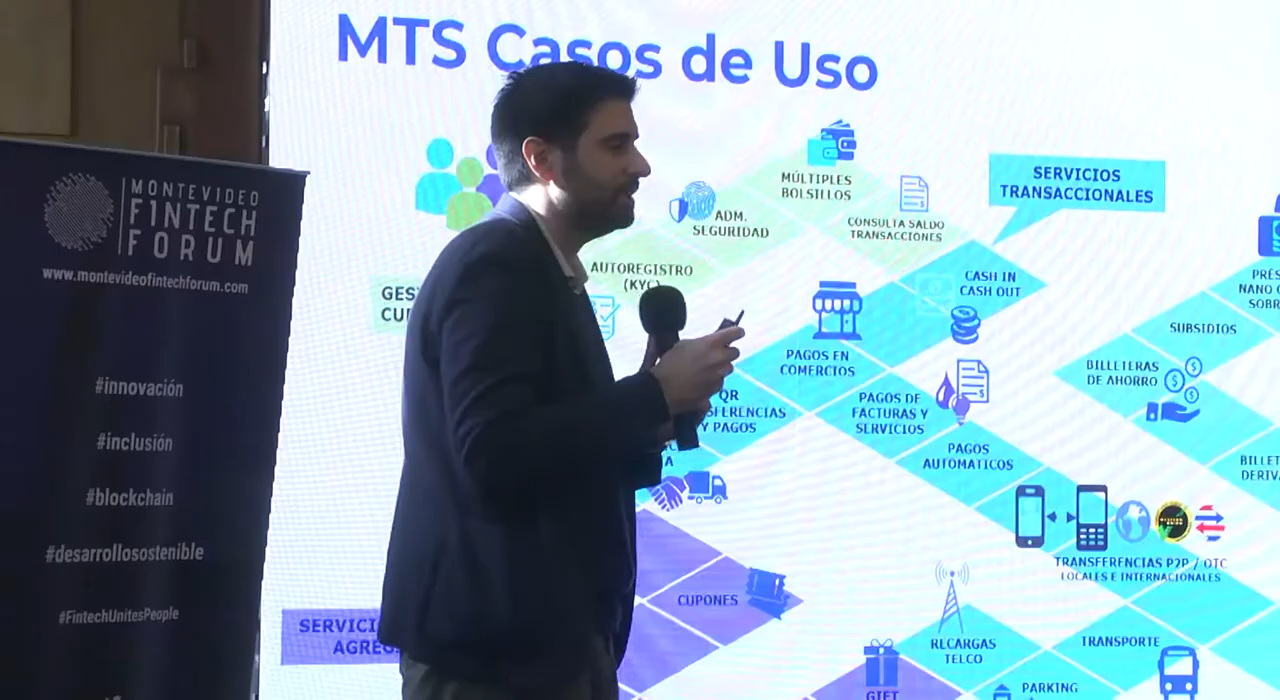 MTS Casos de Uso
MONTEVIDEO
FINTECH
FORUM
www.montevideofintechforum.com
#innovación
#inclusión
#blockchain
#desarrollosostenible
#FintechUnitesPeople
MÚLTIPLES
BOLSILLOS
ADM.
SEGURIDAD
CONSULTA SALDO
TRANSACCIONES
SERVICIOS
TRANSACCIONALES
AUTOREGISTRO
(KYC)
CASH IN
CASH OUT
SUBSIDIOS
PAGOS EN
COMERCIOS
BILLETERAS
DE AHORRO
QR
Y PAGOS
PAGOS DE
FACTURAS Y
SERVICIOS
PAGOS
AUTOMATICOS
TRANSFERENCIAS P2P / OTC
LOCALES E INTERNACIONALES
CUPONES
RECARGAS
TELCO
TRANSPORTE
GIFT
PARKING